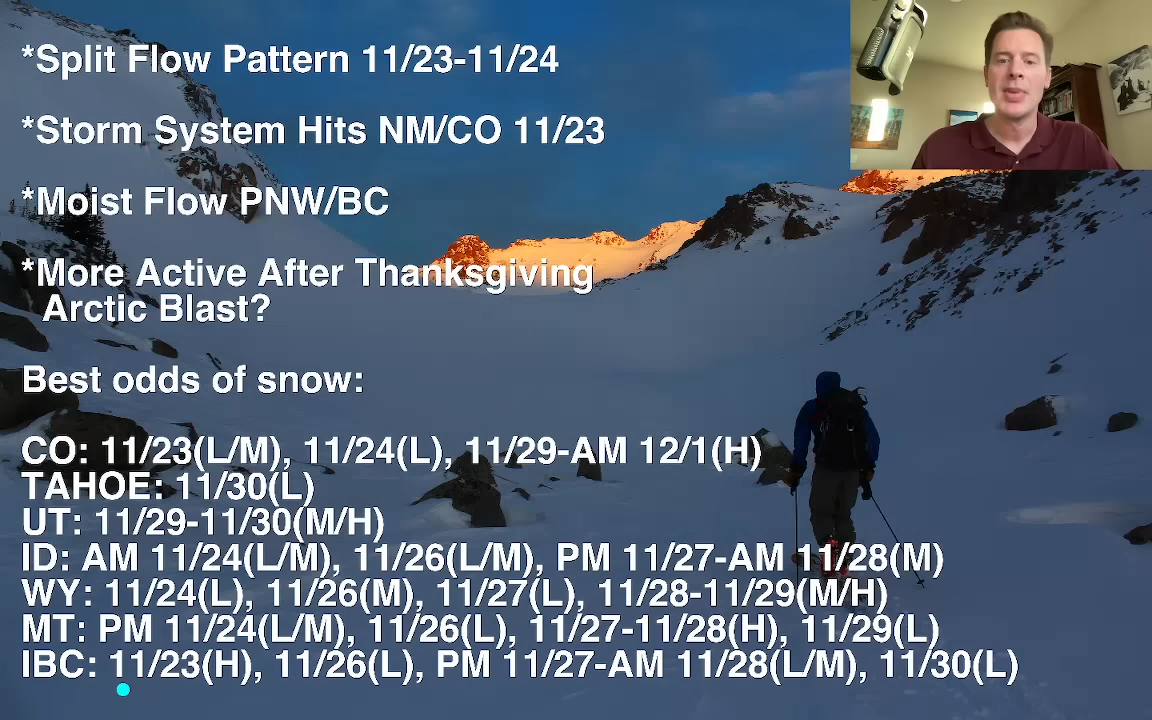 *Split Flow Pattern 11/23-11/24
*Storm System Hits NM/CO 11/23
*Moist Flow PNW/BC
*More Active After Thanksgiving
Arctic Blast?
Best odds of snow:
CO: 11/23(L/M), 11/24(L), 11/29-AM 12/1(H)
TAHOE: 11/30(L)
UT: 11/29-11/30(M/H)
ID: AM 11/24(L/M), 11/26(L/M), PM 11/27-AM 11/28(M)
WY: 11/24(L), 11/26(M), 11/27(L), 11/28-11/29(M/H)
MT: PM 11/24(L/M), 11/26(L), 11/27-11/28(H), 11/29(L)
IBC: 11/23(H), 11/26(L), PM 11/27-AM 11/28(L/M), 11/30(L)